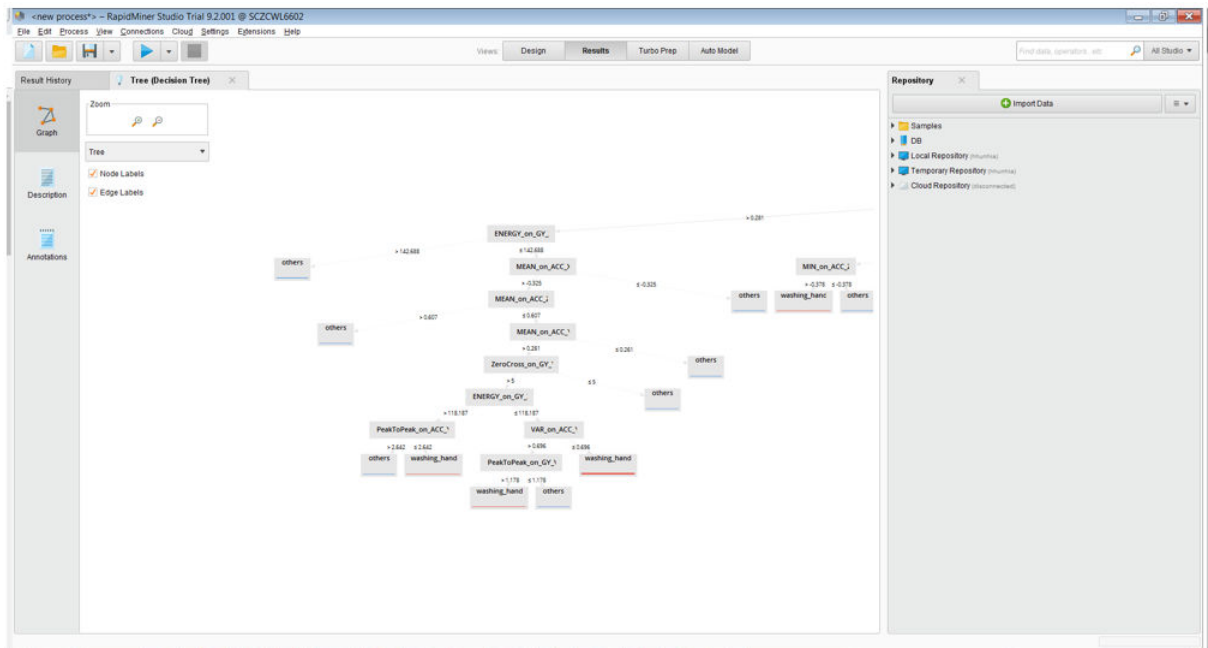 <new process*> – RapidMiner Studio Trial 9.2.001 @ SCZCWL6602
File Edit Process View Connections Cloud Settings Extensions Help
Views: Design Results Turbo Prep Auto Model
Find data, operators...etc
All Studio
Result History
Tree (Decision Tree)
Repository
Zoom
Graph
Import Data
Tree
Samples
DB
Node Labels
Local Repository
Edge Labels
Temporary Repository
Description
Cloud Repository (disconnected)
Annotations
> 0.281
ENERGY_on_GY_
> 142.688
≤ 142.688
others
MEAN_on_ACC_
MIN_on_ACC_
> -0.325
≤ -0.325
> -0.378
≤ -0.378
MEAN_on_ACC_
others
washing_hand
others
> 0.607
≤ 0.607
others
MEAN_on_ACC_
> 0.281
≤ 0.281
ZeroCross_on_GY_
others
> 5
≤ 5
ENERGY_on_GY_
others
> 118.187
≤ 118.187
PeakToPeak_on_ACC_
VAR_on_ACC_
> 2.642
≤ 2.642
> 0.696
≤ 0.696
others
washing_hand
PeakToPeak_on_GY_
washing_hand
> 1.178
≤ 1.178
washing_hand
others